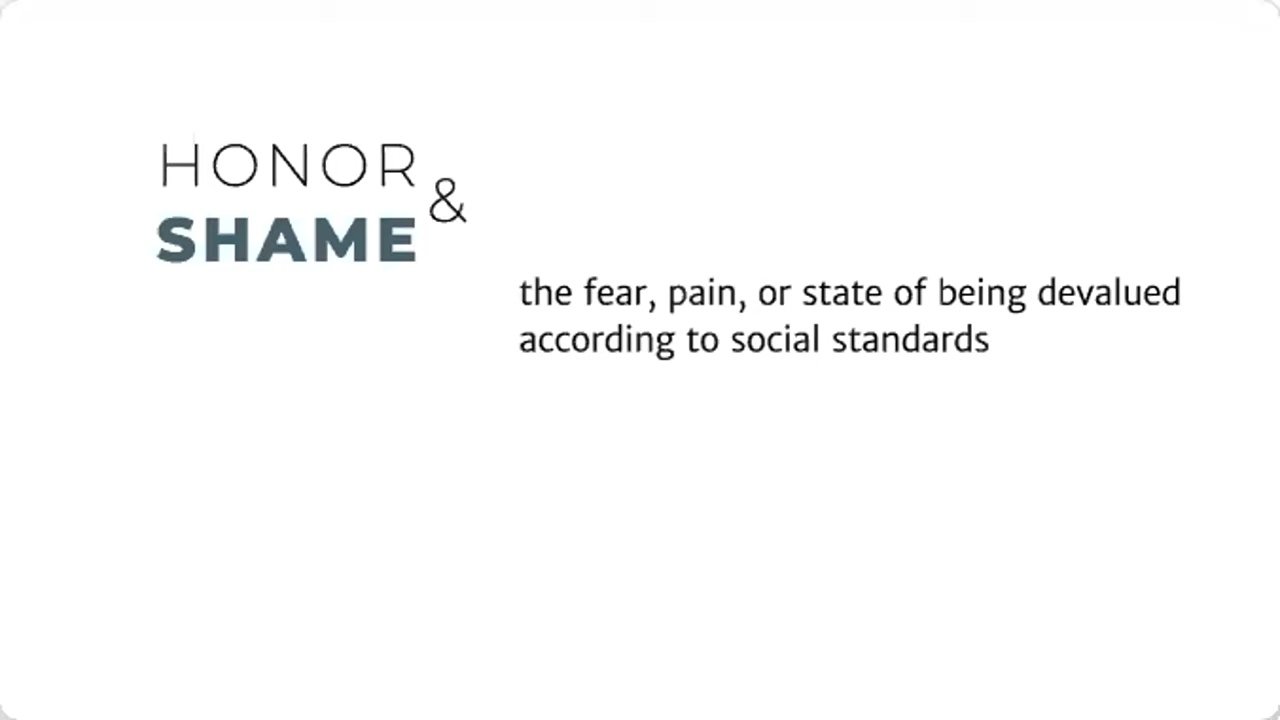 HONOR
&
SHAME
the fear, pain, or state of being devalued
according to social standards